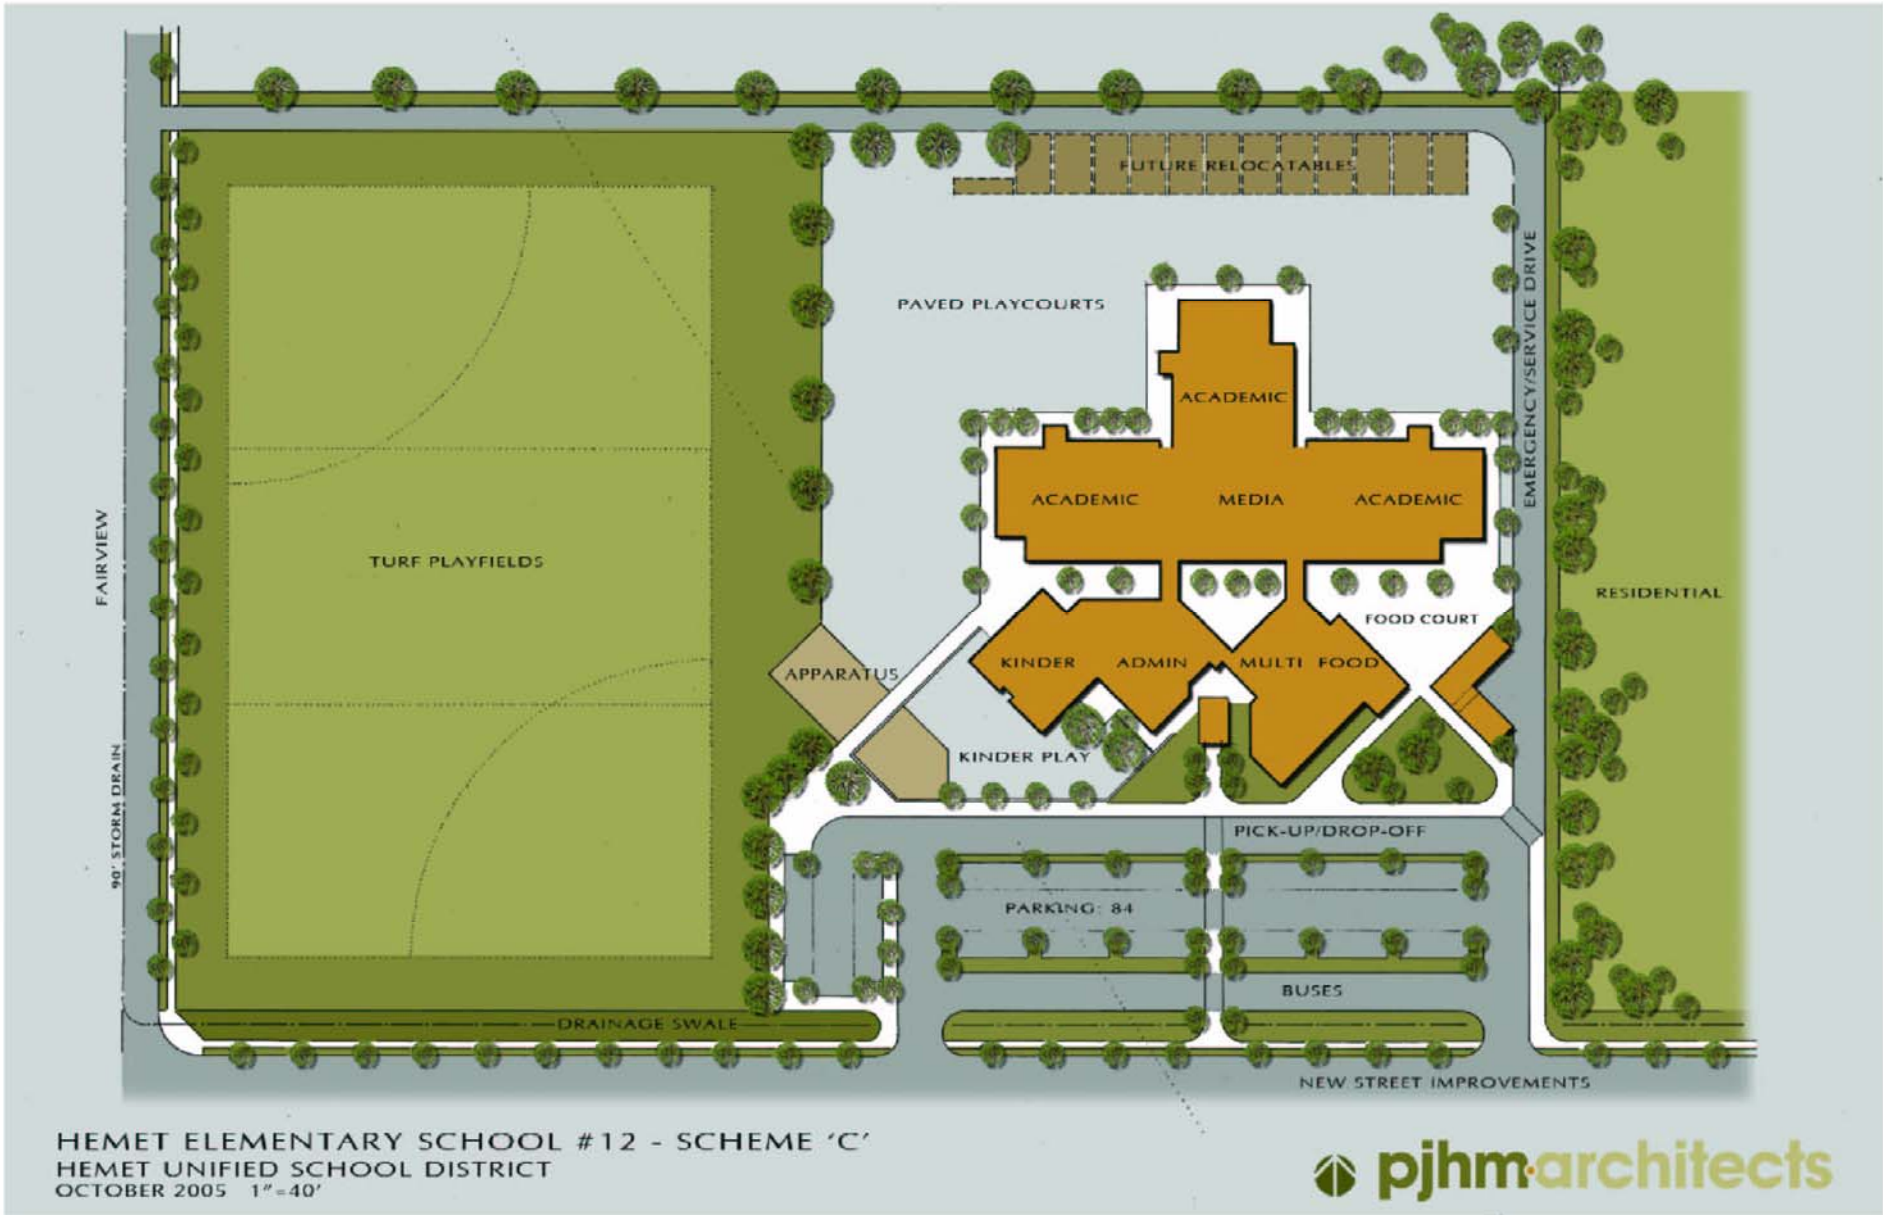 FUTURE RELOCATABLES
PAVED PLAYCOURTS
EMERGENCY/SERVICE DRIVE
ACADEMIC
ACADEMIC
MEDIA
ACADEMIC
FAIRVIEW
TURF PLAYFIELDS
RESIDENTIAL
FOOD COURT
APPARATUS
KINDER
ADMIN
MULTI
FOOD
KINDER PLAY
90' STORM DRAIN
PICK-UP/DROP-OFF
PARKING: 84
BUSES
DRAINAGE SWALE
NEW STREET IMPROVEMENTS
HEMET ELEMENTARY SCHOOL #12 - SCHEME 'C'
HEMET UNIFIED SCHOOL DISTRICT
OCTOBER 2005 1"=40'
pjhm·architects